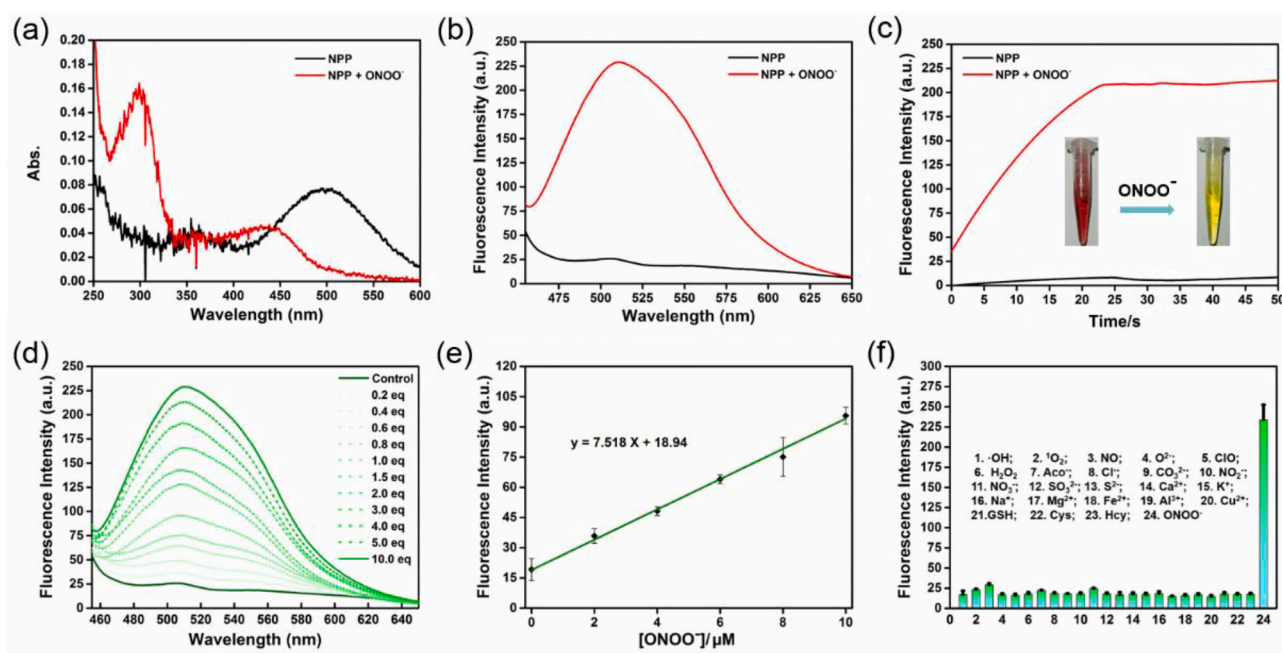 (a)
Abs.
0.20
0.18
0.16
0.14
0.12
0.10
0.08
0.06
0.04
0.02
0.00
NPP
NPP + ONOO⁻
250 300 350 400 450 500 550 600
Wavelength (nm)
(b)
Fluorescence Intensity (a.u.)
250
225
200
175
150
125
100
75
50
25
0
NPP
NPP + ONOO⁻
475 500 525 550 575 600 625 650
Wavelength (nm)
(c)
Fluorescence Intensity (a.u.)
250
225
200
175
150
125
100
75
50
25
0
NPP
NPP + ONOO⁻
ONOO⁻
0 5 10 15 20 25 30 35 40 45 50
Time/s
(d)
Fluorescence Intensity (a.u.)
250
225
200
175
150
125
100
75
50
25
0
Control
0.2 eq
0.4 eq
0.6 eq
0.8 eq
1.0 eq
1.5 eq
2.0 eq
3.0 eq
4.0 eq
5.0 eq
10.0 eq
460 480 500 520 540 560 580 600 620 640
Wavelength (nm)
(e)
Fluorescence Intensity (a.u.)
120
105
90
75
60
45
30
15
0
y = 7.518 X + 18.94
0 2 4 6 8 10
[ONOO⁻]/μM
(f)
Fluorescence Intensity (a.u.)
300
275
250
225
200
175
150
125
100
75
50
25
0
1. ·OH; 2. ¹O₂; 3. NO; 4. O²⁻; 5. ClO;
6. H₂O₂ 7. Aco⁻; 8. Cl⁻; 9. CO₃²⁻; 10. NO₂⁻;
11. NO₃⁻; 12. SO₃²⁻; 13. S²⁻; 14. Ca²⁺; 15. K⁺;
16. Na⁺; 17. Mg²⁺; 18. Fe²⁺; 19. Al³⁺; 20. Cu²⁺;
21.GSH; 22. Cys; 23. Hcy; 24. ONOO⁻
0 2 4 6 8 10 12 14 16 18 20 22 24